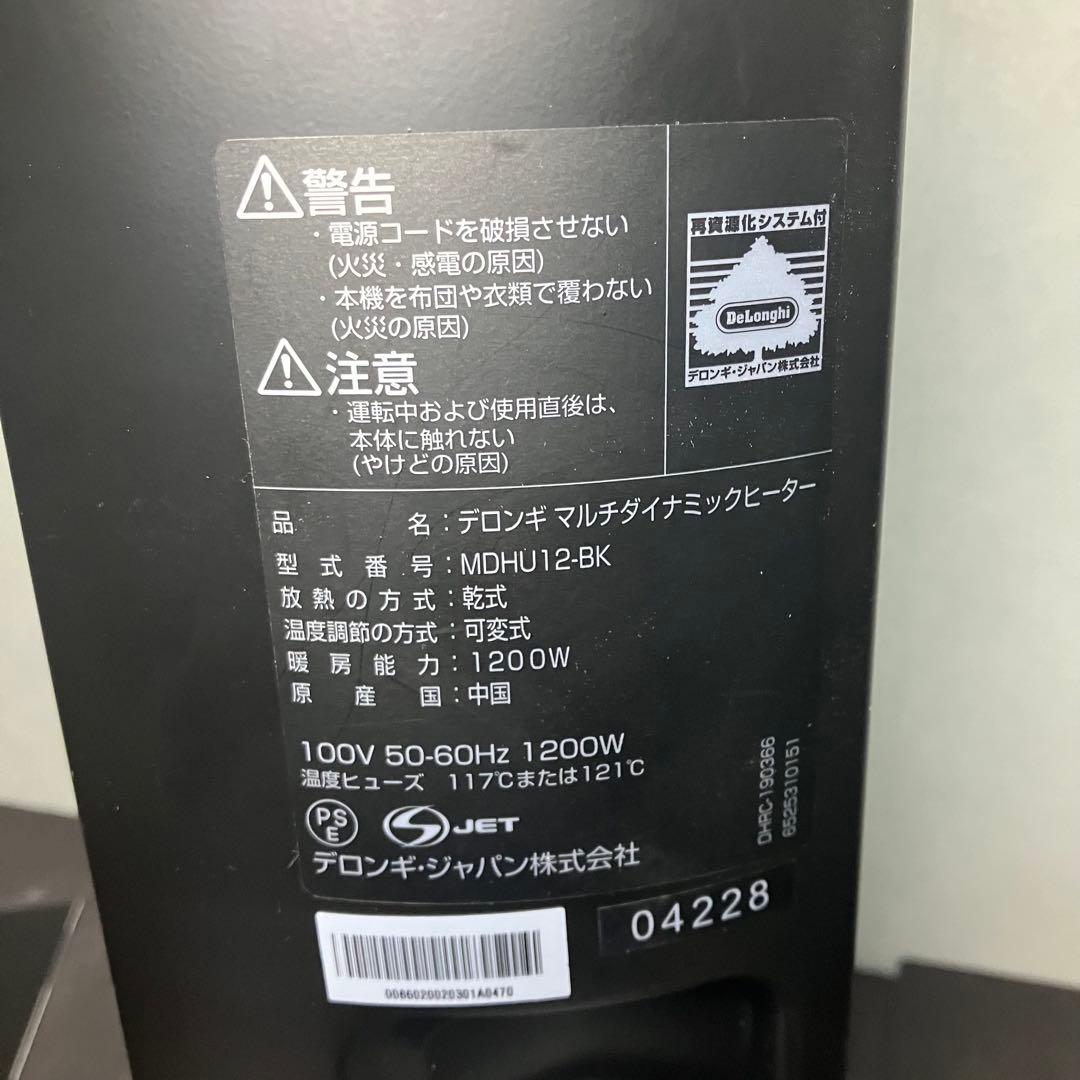 警告
・電源コードを破損させない
(火災・感電の原因)
・本機を布団や衣類で覆わない
(火災の原因)
注意
・運転中および使用直後は、
本体に触れない
(やけどの原因)
再資源化システム付
DeLonghi
デロンギ・ジャパン株式会社
品名：デロンギ マルチダイナミックヒーター
型式番号：MDHU12-BK
放熱の方式：乾式
温度調節の方式：可変式
暖房能力：1200W
原産国：中国
100V 50-60Hz 1200W
温度ヒューズ 117℃または121℃
PSE
JET
デロンギ・ジャパン株式会社
DHRC-190366
6525310151
04228
0066020020301A0470